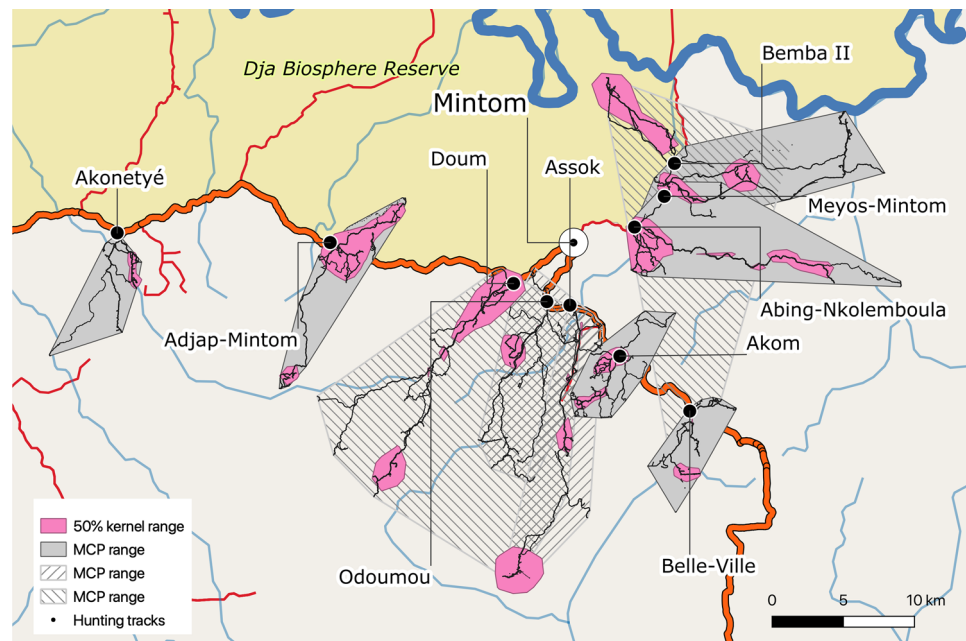 Bemba II
Dja Biosphere Reserve
Mintom
Doum
Assok
Akonetyé
Meyos-Mintom
Abing-Nkolemboula
Adjap-Mintom
Akom
50% kernel range
MCP range
MCP range
MCP range
Hunting tracks
Odoumou
Belle-Ville
0 5 10 km